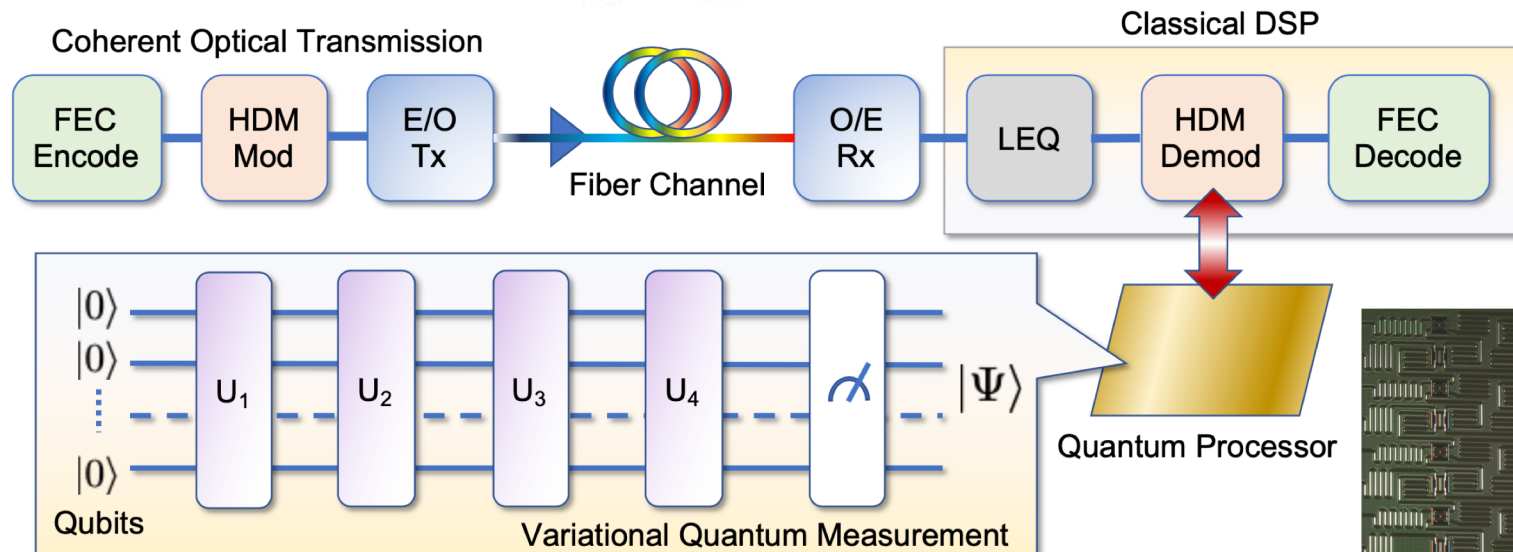 Coherent Optical Transmission
Classical DSP
FEC
Encode
HDM
Mod
E/O
Tx
Fiber Channel
O/E
Rx
LEQ
HDM
Demod
FEC
Decode
|0⟩
|0⟩
|0⟩
Qubits
U₁
U₂
U₃
U₄
|Ψ⟩
Variational Quantum Measurement
Quantum Processor